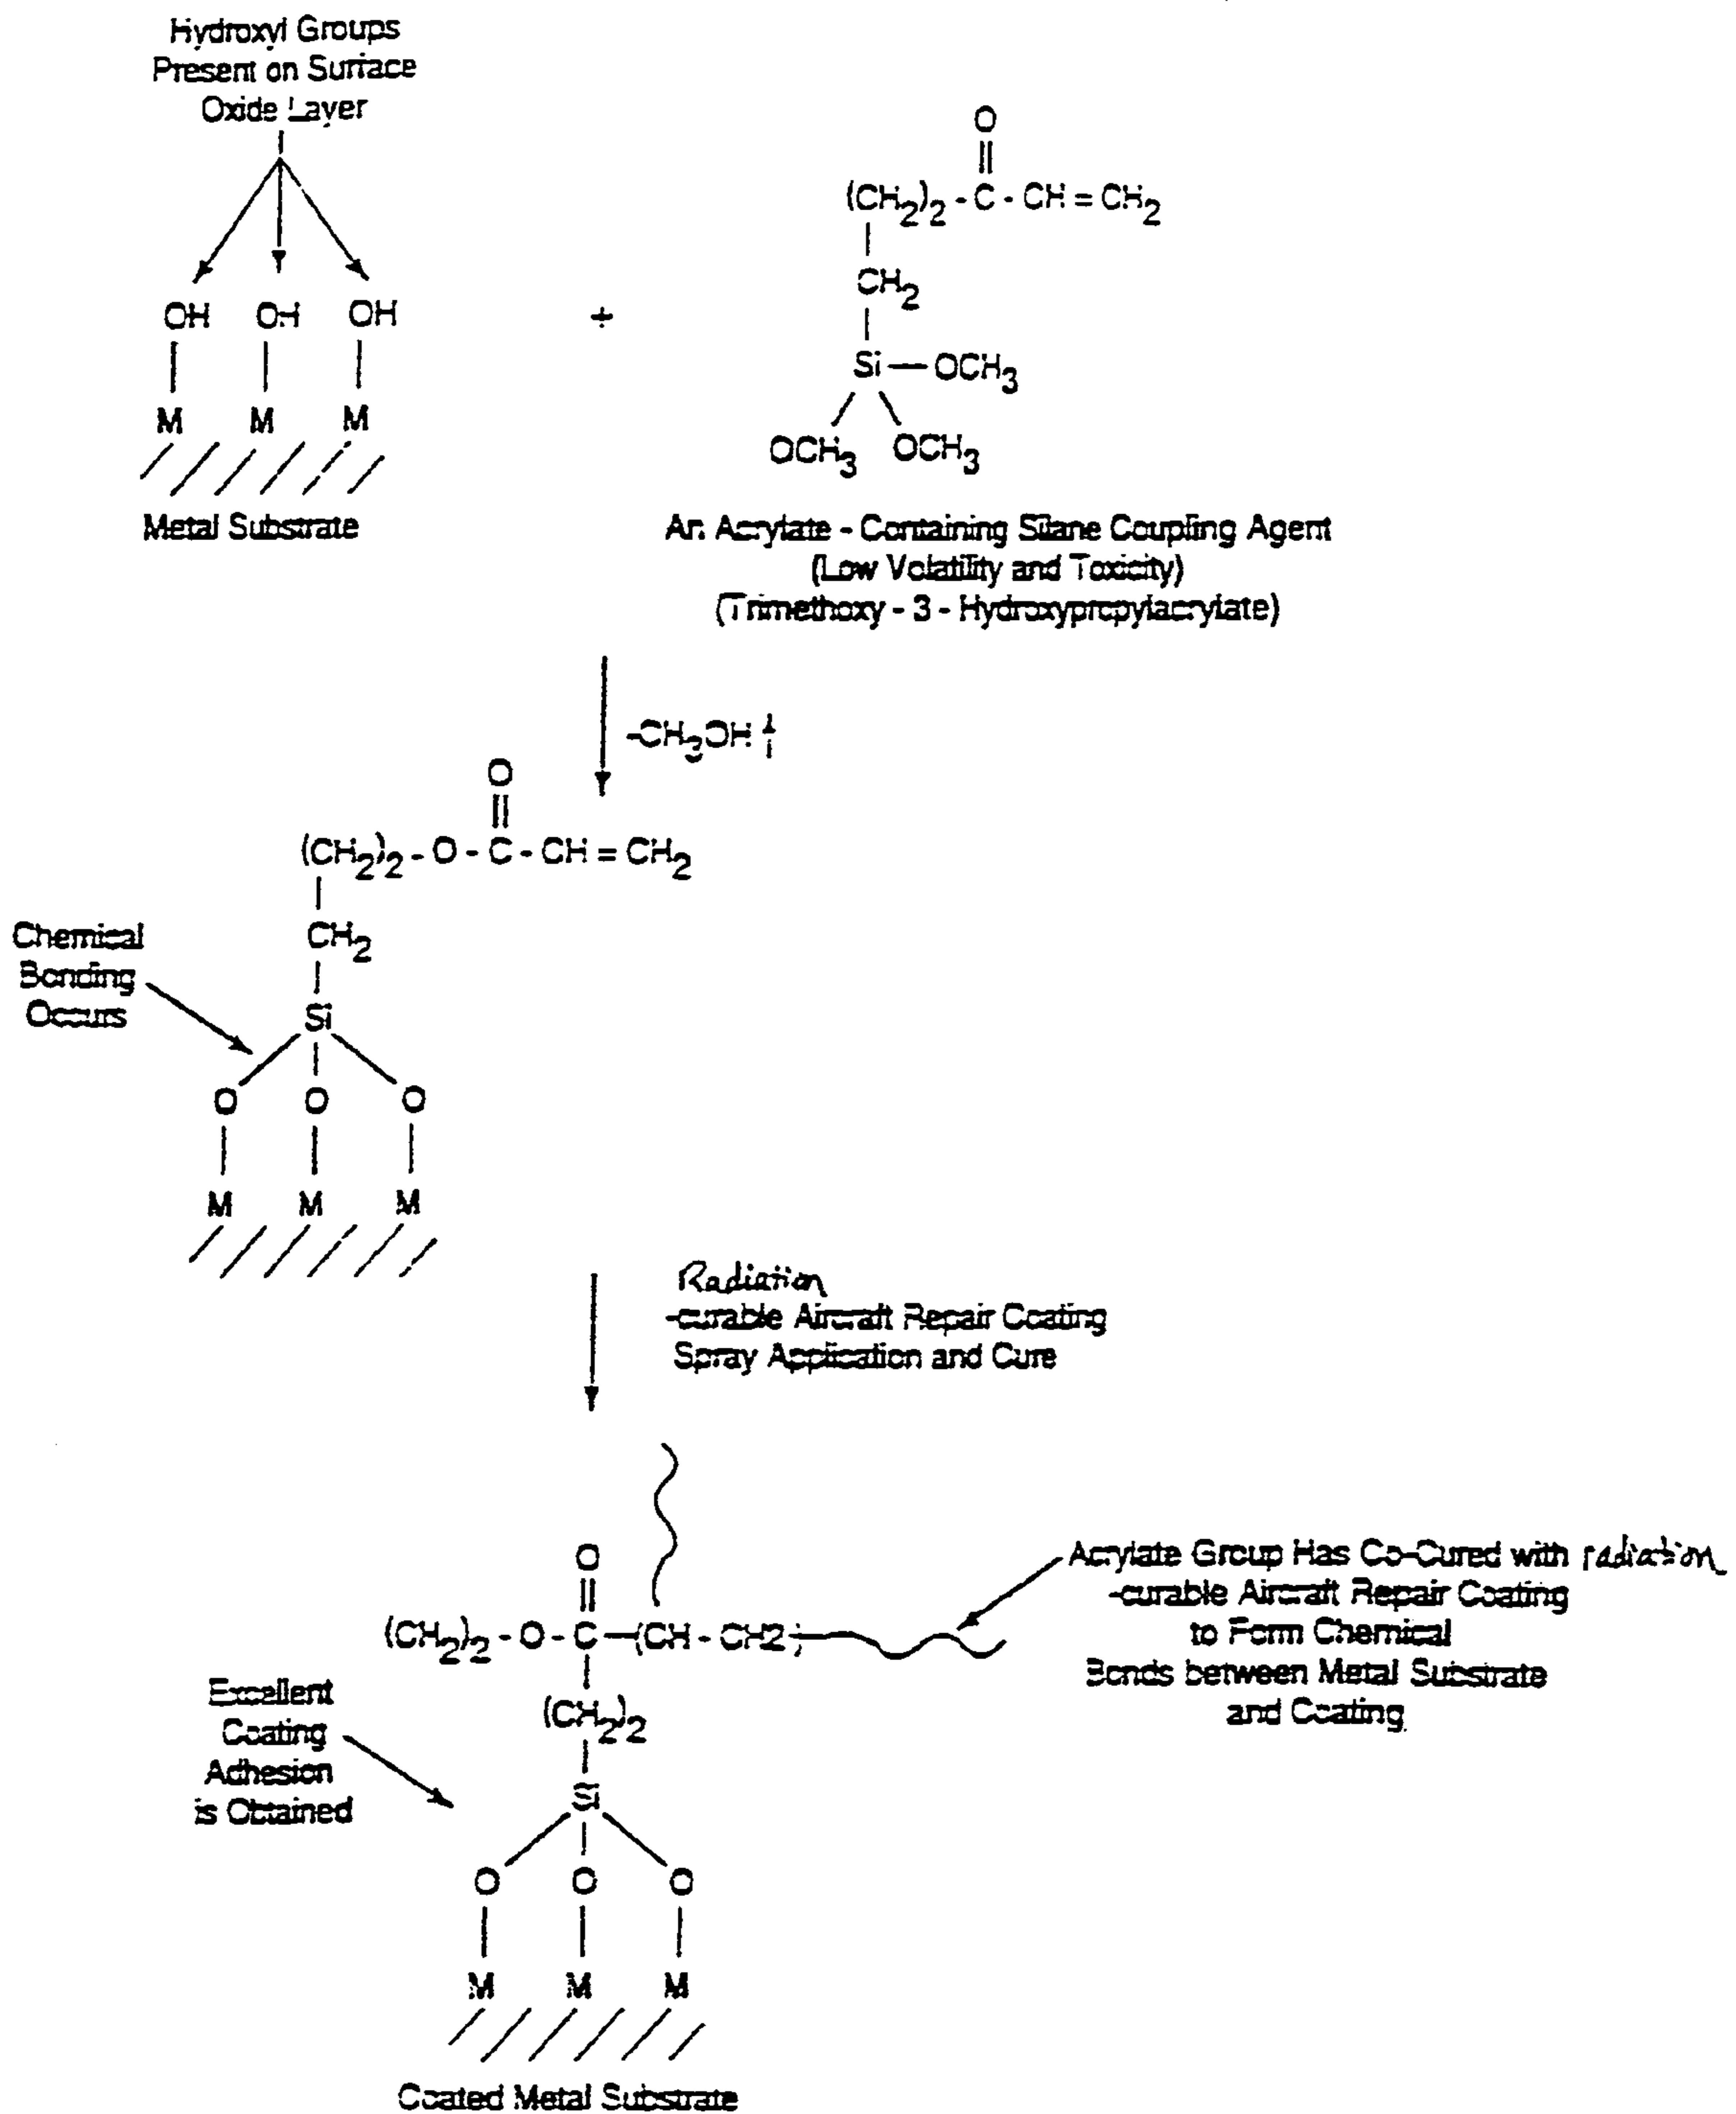 Hydroxyl Groups
Present on Surface
Oxide Layer
OH OH OH
M M M
Metal Substrate
+
O
||
(CH₂)₂ - C - CH = CH₂
CH₂
Si — OCH₃
OCH₃ OCH₃
An Acrylate - Containing Silane Coupling Agent
(Low Volatility and Toxicity)
(Trimethoxy - 3 - Hydroxypropylacrylate)
-CH₃OH
O
||
(CH₂)₂ - O - C - CH = CH₂
CH₂
Chemical
Bonding
Occurs
Si
O O O
M M M
Radiation
-curable Aircraft Repair Coating
Spray Application and Cure
O
||
(CH₂)₂ - O - C —(CH - CH2)
(CH₂)₂
Acrylate Group Has Co-Cured with radiation
-curable Aircraft Repair Coating
to Form Chemical
Bonds between Metal Substrate
and Coating
Excellent
Coating
Adhesion
is Obtained
Si
O O O
M M M
Coated Metal Substrate